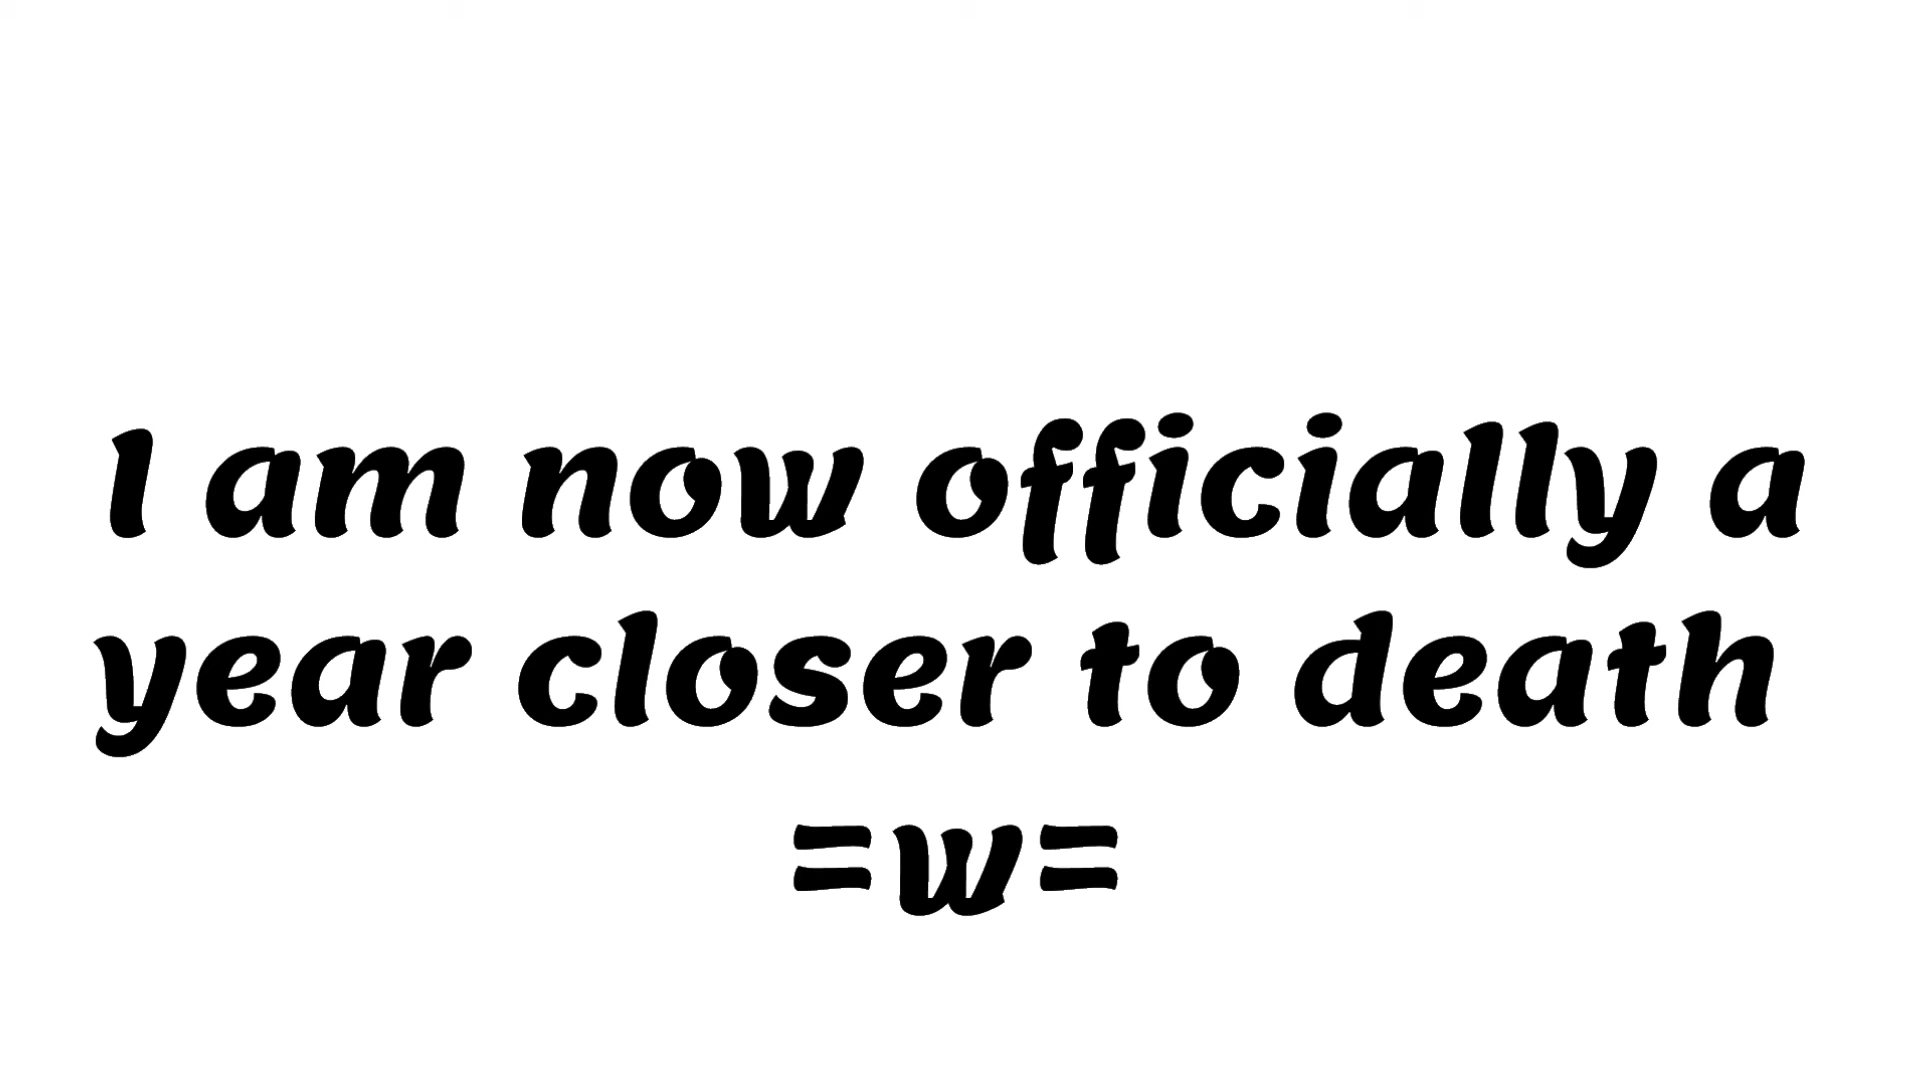 I am now officially a
year closer to death
=w=